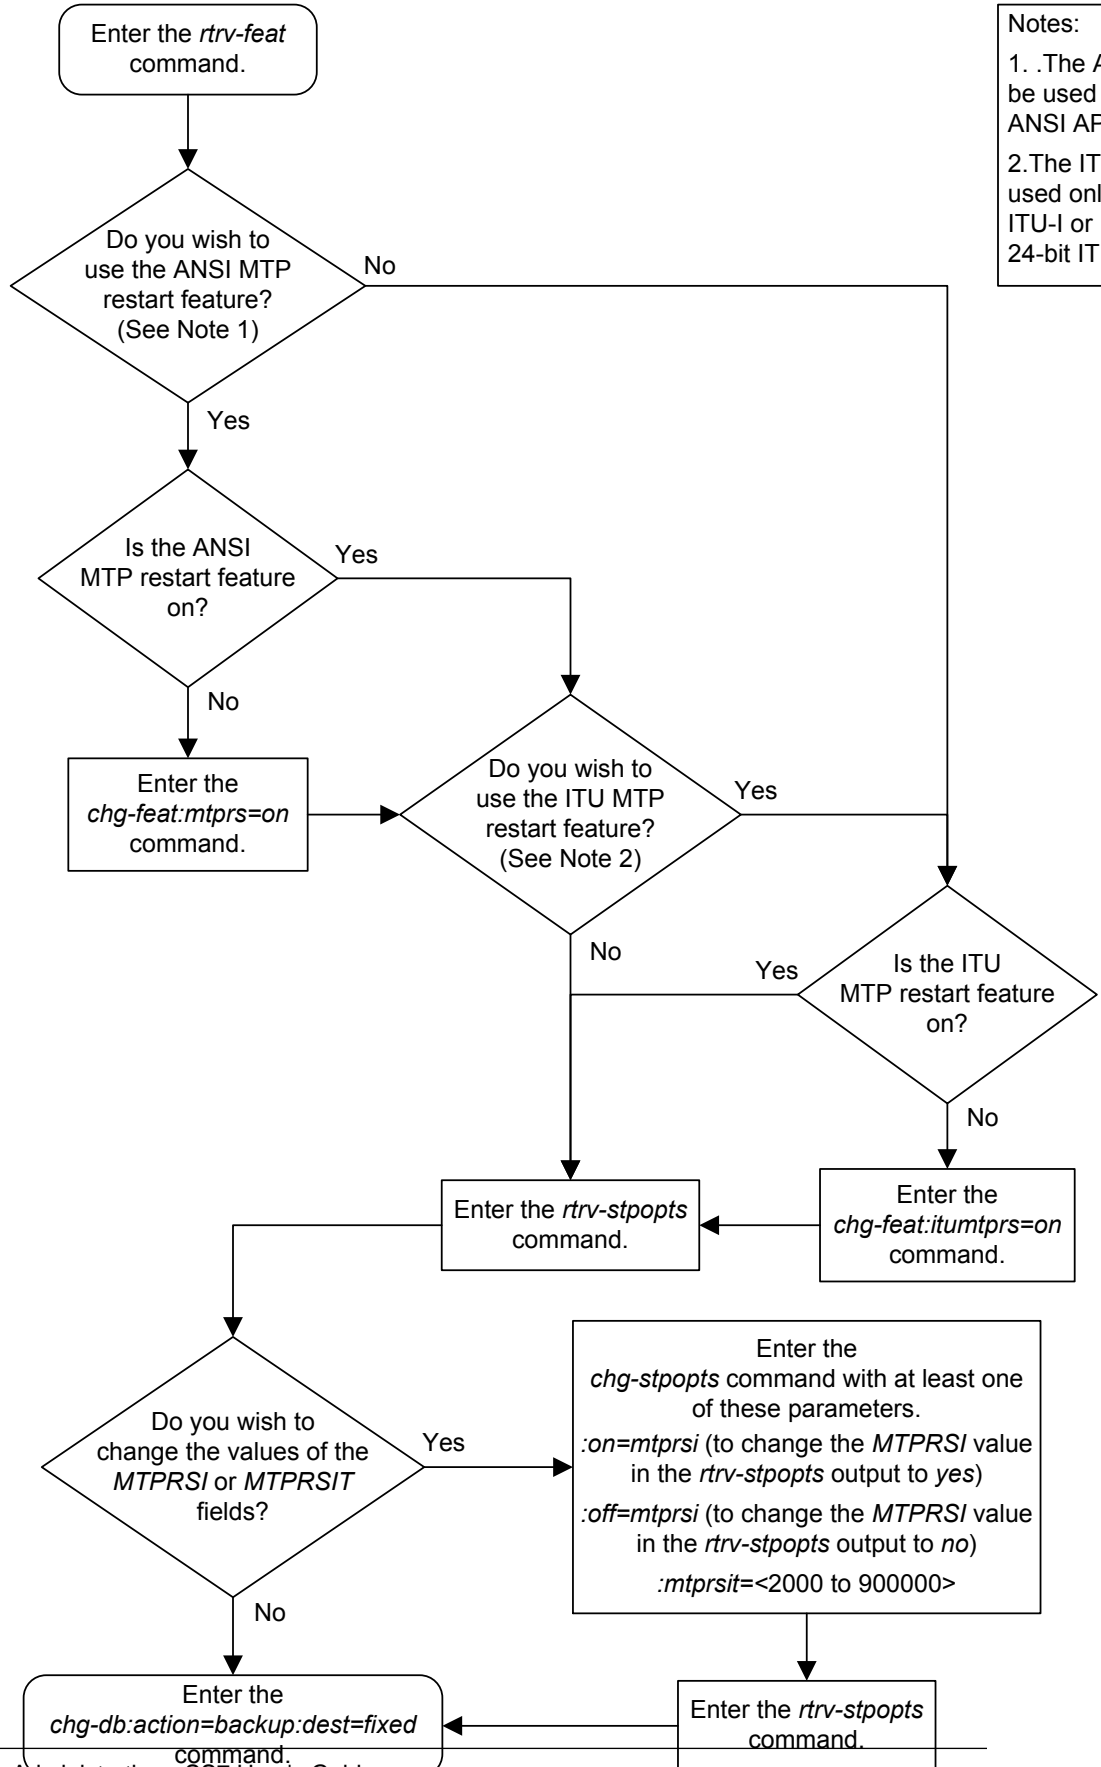 Enter the rtrv-feat
command.
Notes:
1. .The
be used
ANSI
2.The
used
ITU-I or
24-bit
Do you wish to
use the ANSI MTP
restart feature?
(See Note 1)
No
Yes
Is the ANSI
MTP restart feature
on?
Yes
No
Enter the
chg-feat:mtprs=on
command.
Do you wish to
use the ITU MTP
restart feature?
(See Note 2)
Yes
No
Is the ITU
MTP restart feature
on?
Yes
No
Enter the
chg-feat:itumtprs=on
command.
Enter the rtrv-stpopts
command.
Do you wish to
change the values of the
MTPRSI or MTPRSIT
fields?
Yes
No
Enter the
chg-stpopts command with at least one
of these parameters.
:on=mtprsi (to change the MTPRSI value
in the rtrv-stpopts output to yes)
:off=mtprsi (to change the MTPRSI value
in the rtrv-stpopts output to no)
:mtprsit=<2000 to 900000>
Enter the rtrv-stpopts
command.
Enter the
chg-db:action=backup:dest=fixed
command.